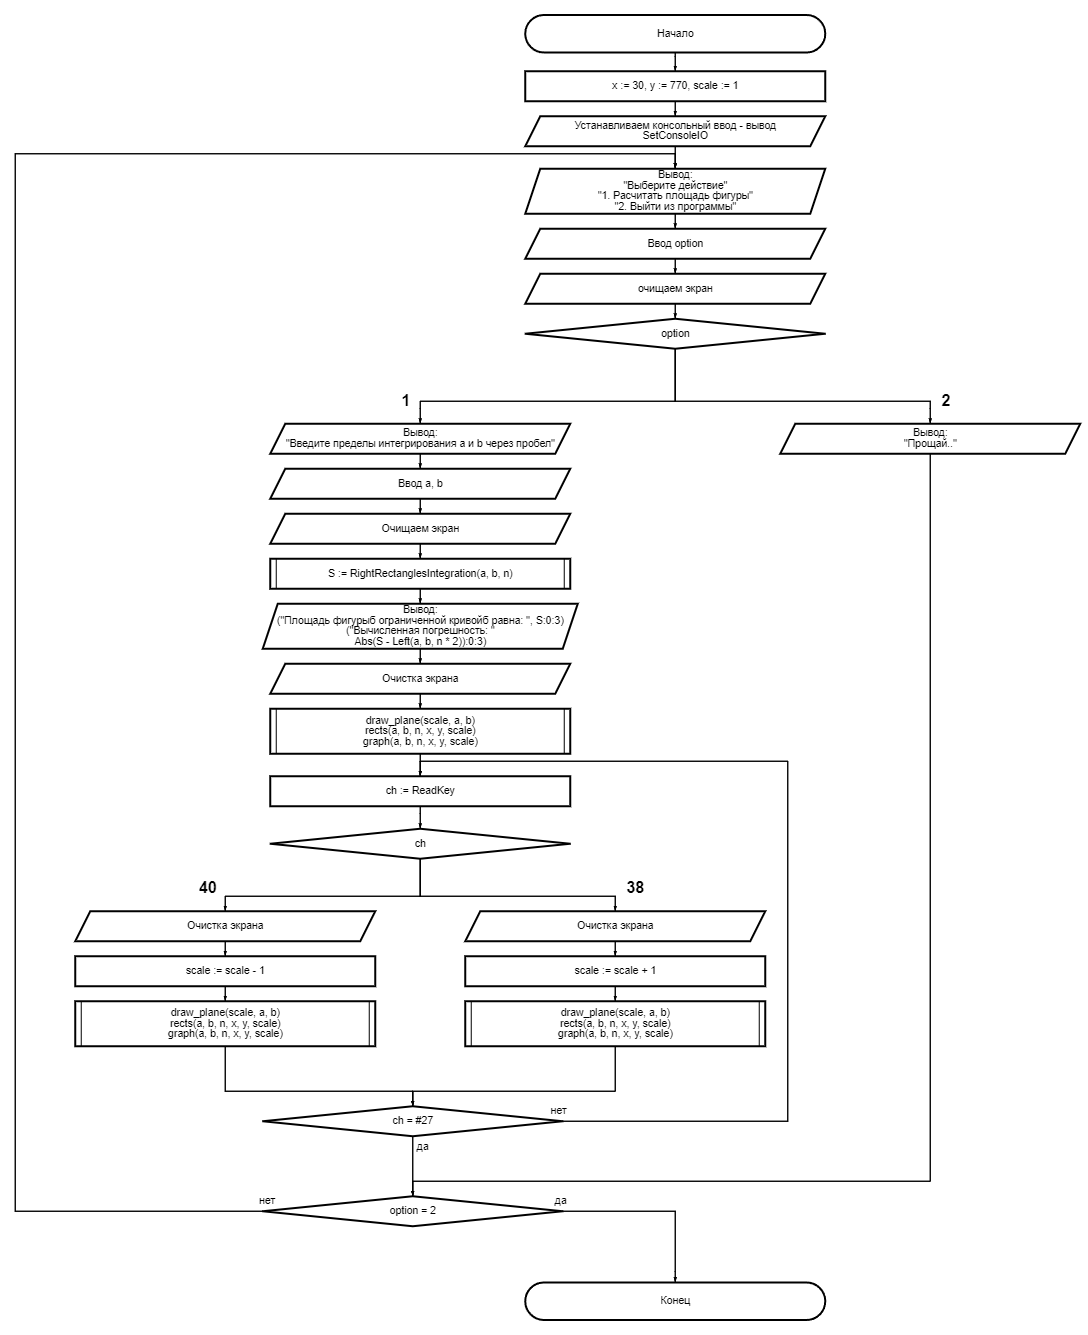 Начало
x := 30, y := 770, scale := 1
Устанавливаем консольный ввод - вывод
SetConsoleIO
Вывод:
"Выберите действие"
"1. Расчитать площадь фигуры"
"2. Выйти из программы"
Ввод option
очищаем экран
option
1
2
Вывод:
"Введите пределы интегрирования a и b через пробел"
Вывод:
"Прощай.."
Ввод a, b
Очищаем экран
S := RightRectanglesIntegration(a, b, n)
Вывод:
("Площадь фигурыб ограниченной кривойб равна: ", S:0:3)
("Вычисленная погрешность: "
Abs(S - Left(a, b, n * 2)):0:3)
Очистка экрана
draw_plane(scale, a, b)
rects(a, b, n, x, y, scale)
graph(a, b, n, x, y, scale)
ch := ReadKey
ch
40
38
Очистка экрана
Очистка экрана
scale := scale - 1
scale := scale + 1
draw_plane(scale, a, b)
rects(a, b, n, x, y, scale)
graph(a, b, n, x, y, scale)
draw_plane(scale, a, b)
rects(a, b, n, x, y, scale)
graph(a, b, n, x, y, scale)
ch = #27
нет
да
option = 2
нет
да
Конец